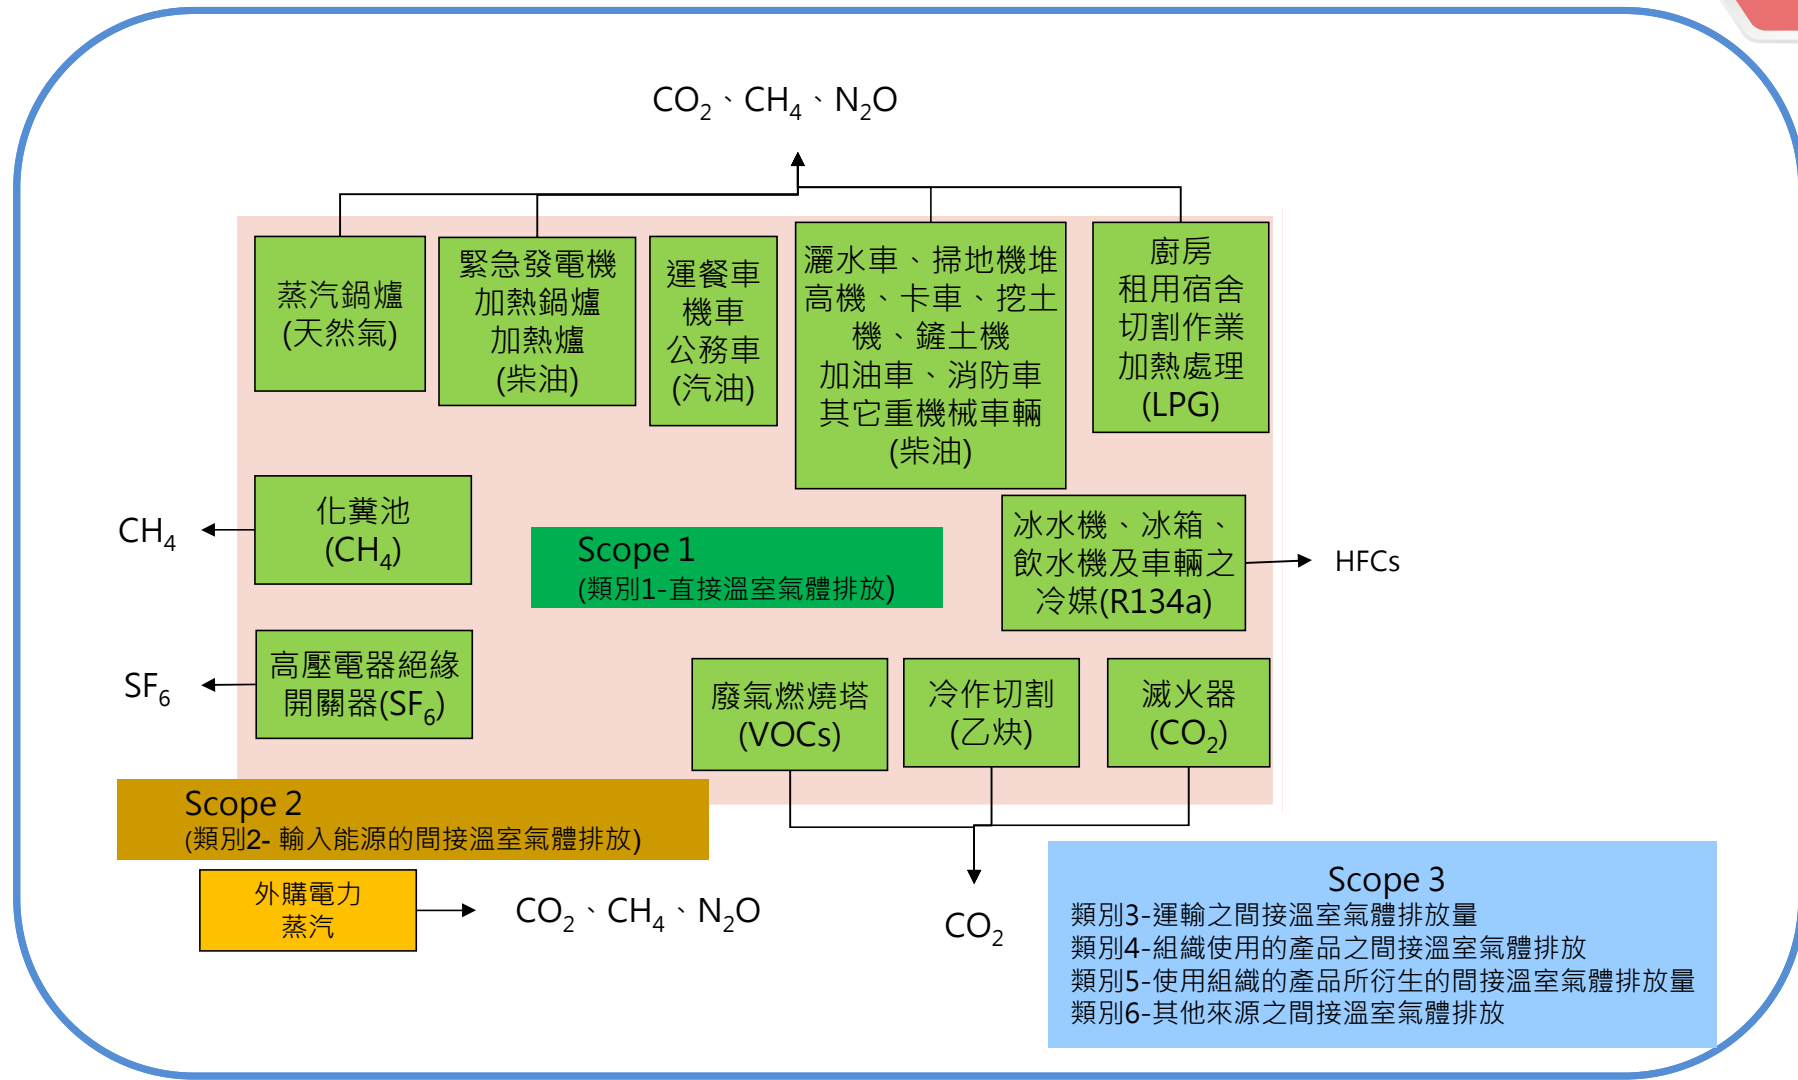 CO₂、CH₄、N₂O
蒸汽鍋爐
(天然氣)
緊急發電機
加熱鍋爐
加熱爐
(柴油)
運餐車
機車
公務車
(汽油)
灑水車、掃地機堆
高機、卡車、挖土
機、鏟土機
加油車、消防車
其它重機械車輛
(柴油)
廚房
租用宿舍
切割作業
加熱處理
(LPG)
CH₄
化糞池
(CH₄)
Scope 1
(類別1-直接溫室氣體排放)
冰水機、冰箱、
飲水機及車輛之
冷媒(R134a)
HFCs
SF₆
高壓電器絕緣
開關器(SF₆)
廢氣燃燒塔
(VOCs)
冷作切割
(乙炔)
滅火器
(CO₂)
Scope 2
(類別2- 輸入能源的間接溫室氣體排放)
外購電力
蒸汽
CO₂、CH₄、N₂O
CO₂
Scope 3
類別3-運輸之間接溫室氣體排放量
類別4-組織使用的產品之間接溫室氣體排放
類別5-使用組織的產品所衍生的間接溫室氣體排放量
類別6-其他來源之間接溫室氣體排放